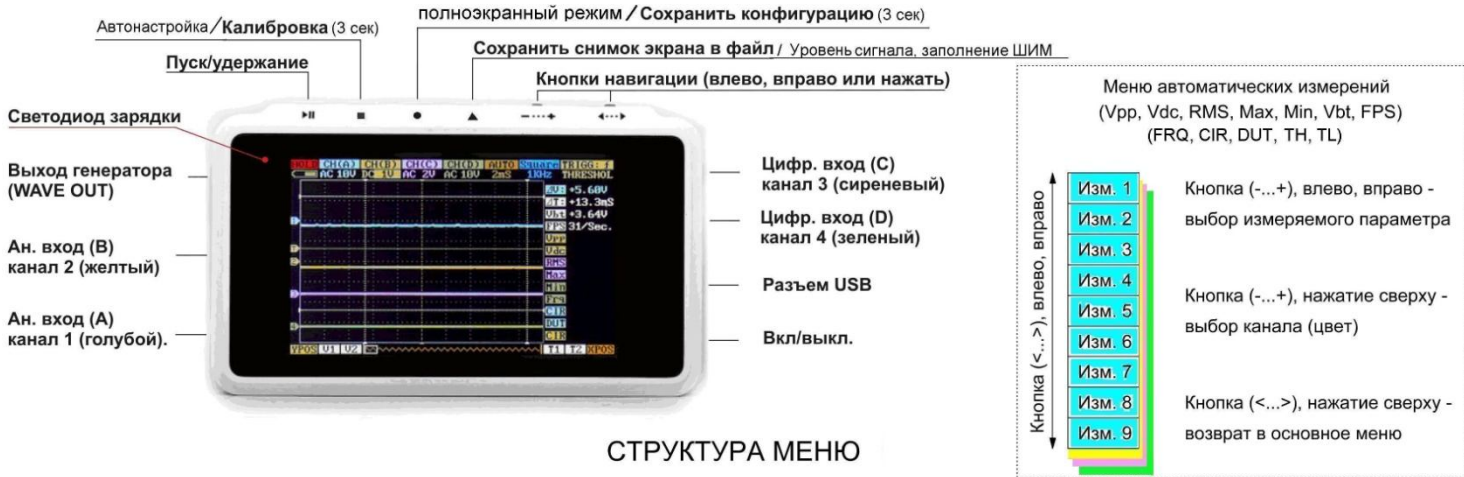 полноэкранный режим / Сохранить конфигурацию (3 сек)
Автонастройка / Калибровка (3 сек)
Сохранить снимок экрана в файл / Уровень сигнала, заполнение ШИМ
Пуск/удержание
Кнопки навигации (влево, вправо или нажать)
Светодиод зарядки
Выход генератора
(WAVE OUT)
Ан. вход (B)
канал 2 (желтый)
Ан. вход (A)
канал 1 (голубой).
HOLD CH(A) CH(B) CH(C) CH(D) AUTO Square TRIGG:
AC 10V DC 1V AC 2V AC 10V 2mS 1KHz THRESHOL
△V: +5.60V
△T: +13.3mS
Vbt +3.64V
FPS 31/Sec.
Vpp
Vdc
RMS
Max
Min
Frq
CIR
DUT
CIR
YPOS V1 V2 T1 T2 XPOS
Цифр. вход (C)
канал 3 (сиреневый)
Цифр. вход (D)
канал 4 (зеленый)
Разъем USB
Вкл/выкл.
СТРУКТУРА МЕНЮ
Меню автоматических измерений
(Vpp, Vdc, RMS, Max, Min, Vbt, FPS)
(FRQ, CIR, DUT, TH, TL)
Кнопка (<...>), влево, вправо
Изм. 1
Изм. 2
Изм. 3
Изм. 4
Изм. 5
Изм. 6
Изм. 7
Изм. 8
Изм. 9
Кнопка (-...+), влево, вправо -
выбор измеряемого параметра
Кнопка (-...+), нажатие сверху -
выбор канала (цвет)
Кнопка (<...>), нажатие сверху -
возврат в основное меню